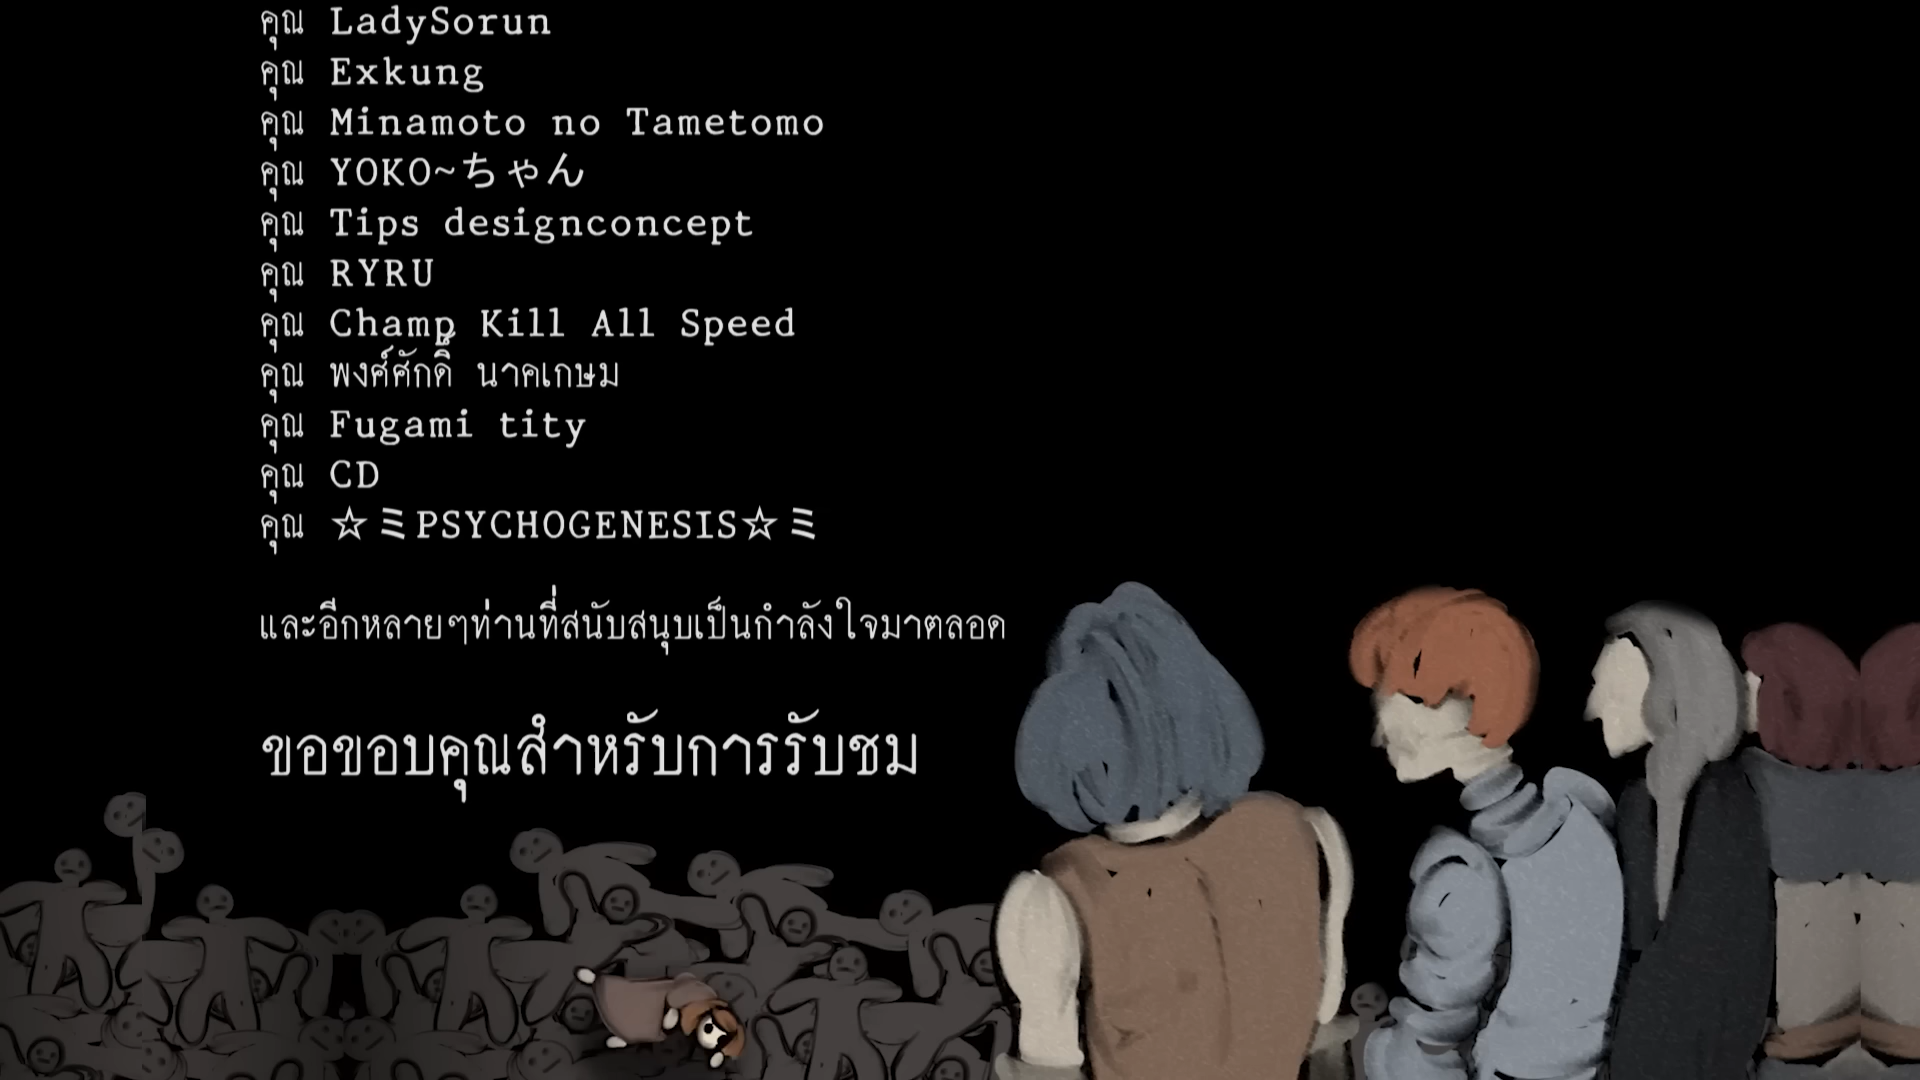 คุณ LadySorun
คุณ Exkung
คุณ Minamoto no Tametomo
คุณ YOKO~ちゃん
คุณ Tips designconcept
คุณ RYRU
คุณ Champ Kill All Speed
คุณ พงศ์ศักดิ์ นาคเกษม
คุณ Fugami tity
คุณ CD
คุณ ☆ミPSYCHOGENESIS☆ミ
และอีกหลายๆท่านที่สนับสนุบเป็นกำลังใจมาตลอด
ขอขอบคุณสำหรับการรับชม